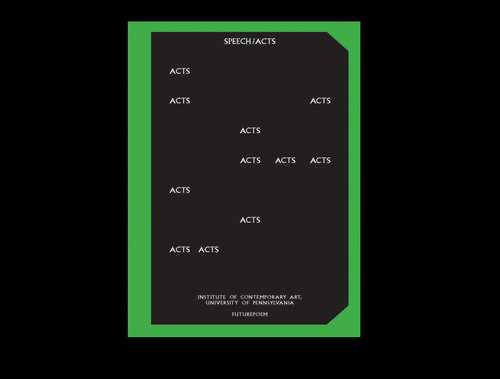 SPEECH/ACTS
ACTS
ACTS ACTS
ACTS
ACTS ACTS ACTS
ACTS
ACTS
ACTS ACTS
INSTITUTE OF CONTEMPORARY ART,
UNIVERSITY OF PENNSYLVANIA
FUTUREPOEM